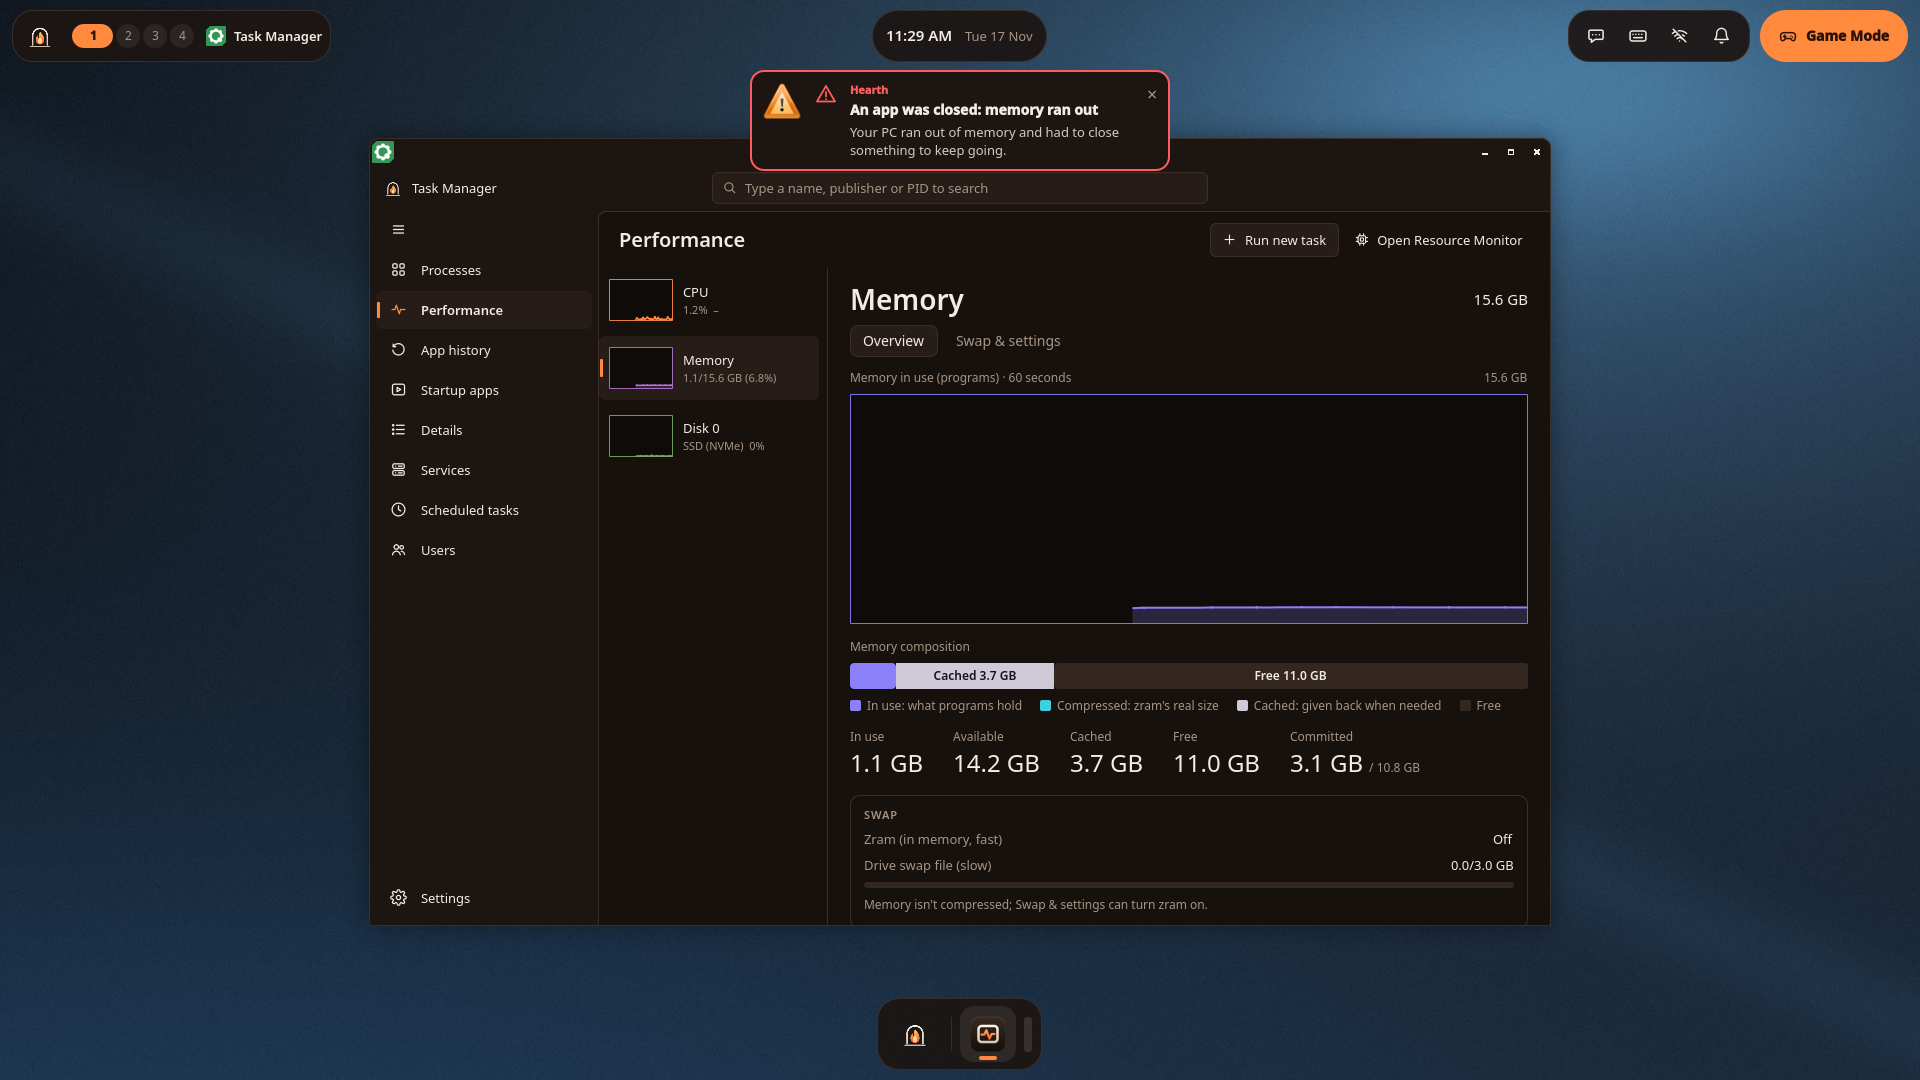 1 2 3 4 Task Manager
11:29 AM Tue 17 Nov
Game Mode
Hearth
An app was closed: memory ran out
Your PC ran out of memory and had to close
something to keep going.
Task Manager
Type a name, publisher or PID to search
Processes
Performance
App history
Startup apps
Details
Services
Scheduled tasks
Users
Settings
Performance
Run new task
Open Resource Monitor
CPU
1.2% –
Memory
1.1/15.6 GB (6.8%)
Disk 0
SSD (NVMe) 0%
Memory
15.6 GB
Overview
Swap & settings
Memory in use (programs) · 60 seconds
15.6 GB
Memory composition
Cached 3.7 GB
Free 11.0 GB
In use: what programs hold
Compressed: zram's real size
Cached: given back when needed
Free
In use
1.1 GB
Available
14.2 GB
Cached
3.7 GB
Free
11.0 GB
Committed
3.1 GB / 10.8 GB
SWAP
Zram (in memory, fast)
Off
Drive swap file (slow)
0.0/3.0 GB
Memory isn't compressed; Swap & settings can turn zram on.